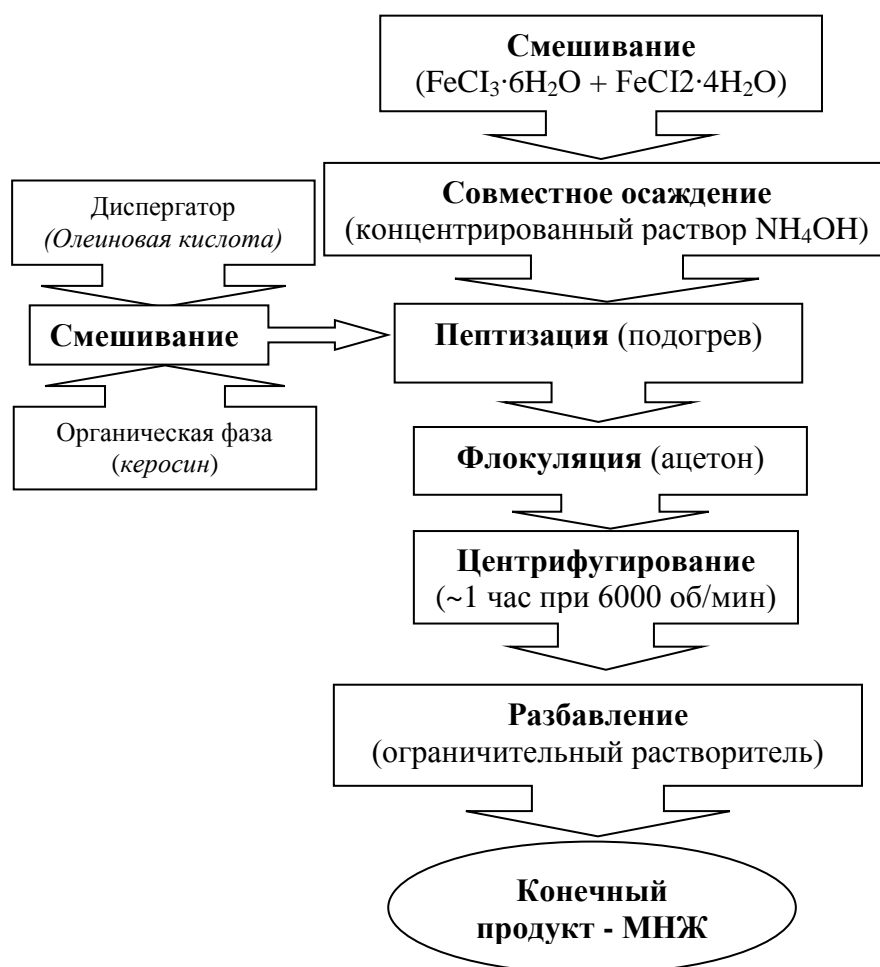 Смешивание
(FeCI₃·6H₂O + FeCI2·4H₂O)
Совместное осаждение
(концентрированный раствор NH₄OH)
Диспергатор
(Олеиновая кислота)
Смешивание
Органическая фаза
(керосин)
Пептизация (подогрев)
Флокуляция (ацетон)
Центрифугирование
(~1 час при 6000 об/мин)
Разбавление
(ограничительный растворитель)
Конечный
продукт - МНЖ